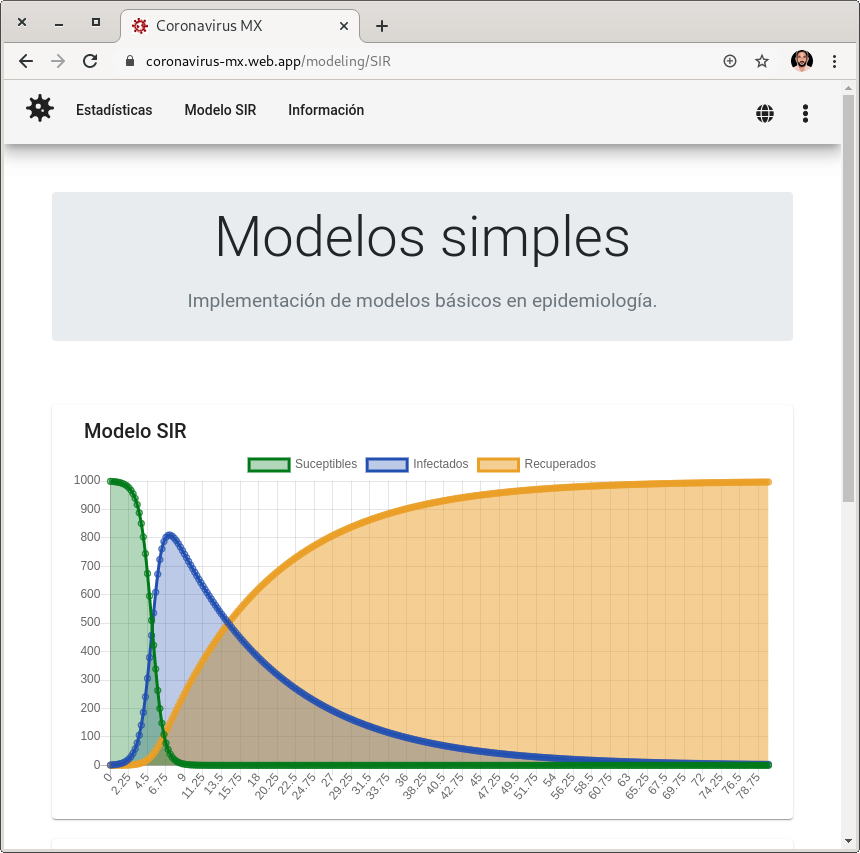 Coronavirus MX
coronavirus-mx.web.app/modeling/SIR
Estadísticas Modelo SIR Información
Modelos simples
Implementación de modelos básicos en epidemiología.
Modelo SIR
Suceptibles Infectados Recuperados
1000
900
800
700
600
500
400
300
200
100
0
0 2.25 4.5 6.75 9 11.25 13.5 15.75 18 20.25 22.5 24.75 27 29.25 31.5 33.75 36 38.25 40.5 42.75 45 47.25 49.5 51.75 54 56.25 58.5 60.75 63 65.25 67.5 69.75 72 74.25 76.5 78.75